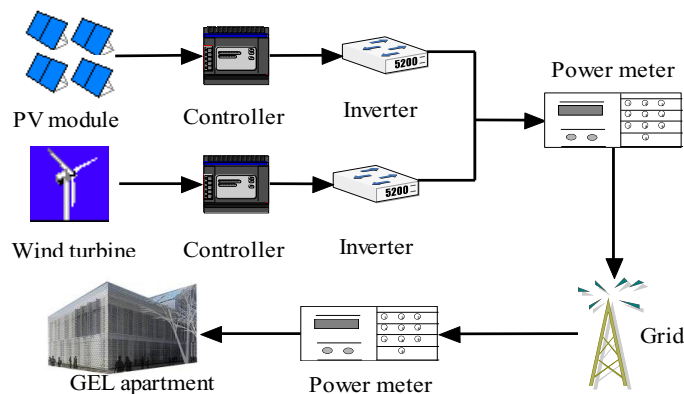 Power meter
5200
PV module
Controller
Inverter
5200
Wind turbine
Controller
Inverter
Grid
GEL apartment
Power meter